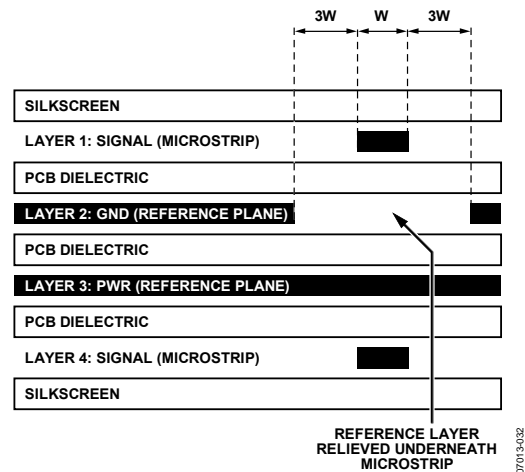 3W W 3W
SILKSCREEN
LAYER 1: SIGNAL (MICROSTRIP)
PCB DIELECTRIC
LAYER 2: GND (REFERENCE PLANE)
PCB DIELECTRIC
LAYER 3: PWR (REFERENCE PLANE)
PCB DIELECTRIC
LAYER 4: SIGNAL (MICROSTRIP)
SILKSCREEN
REFERENCE LAYER
RELIEVED UNDERNEATH
MICROSTRIP
07013-032